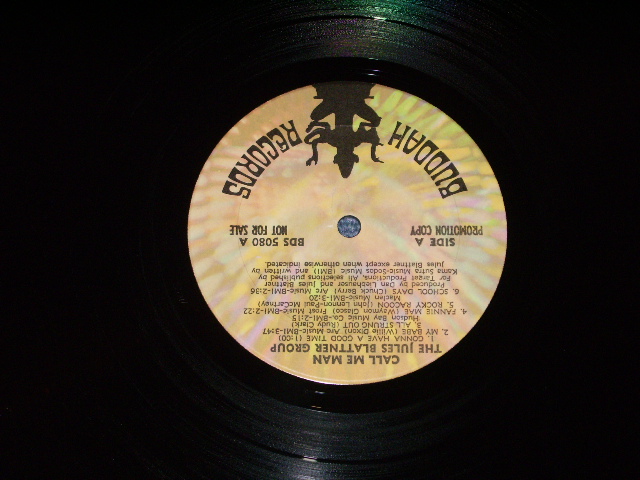 CALL ME MAN
THE JULES BLATTNER GROUP
1. GONNA HAVE A GOOD TIME (1:00)
2. MY BABE (Willie Dixon) Arc Music-BMI-3:47
3. ALL STRUNG OUT (Rudy Clark)
Hudson Bay Music Co.-BMI-2:15
4. FANNIE MAE (Waymon Glasco) Frost Music-BMI-2:22
5. ROCKY RACCOON (John Lennon-Paul McCartney)
Maclen Music-BMI-3:20
6. SCHOOL DAYS (Chuck Berry) Arc Music-BMI-2:36
Produced by Dan and Jules Blattner
For Target Productions. All selections published by
Kama Sutra Music-Sodos Music (BMI) and written by
Jules Blattner except when otherwise indicated.
SIDE A BDS 5080 A
PROMOTION COPY NOT FOR SALE
BUDDAH RECORDS